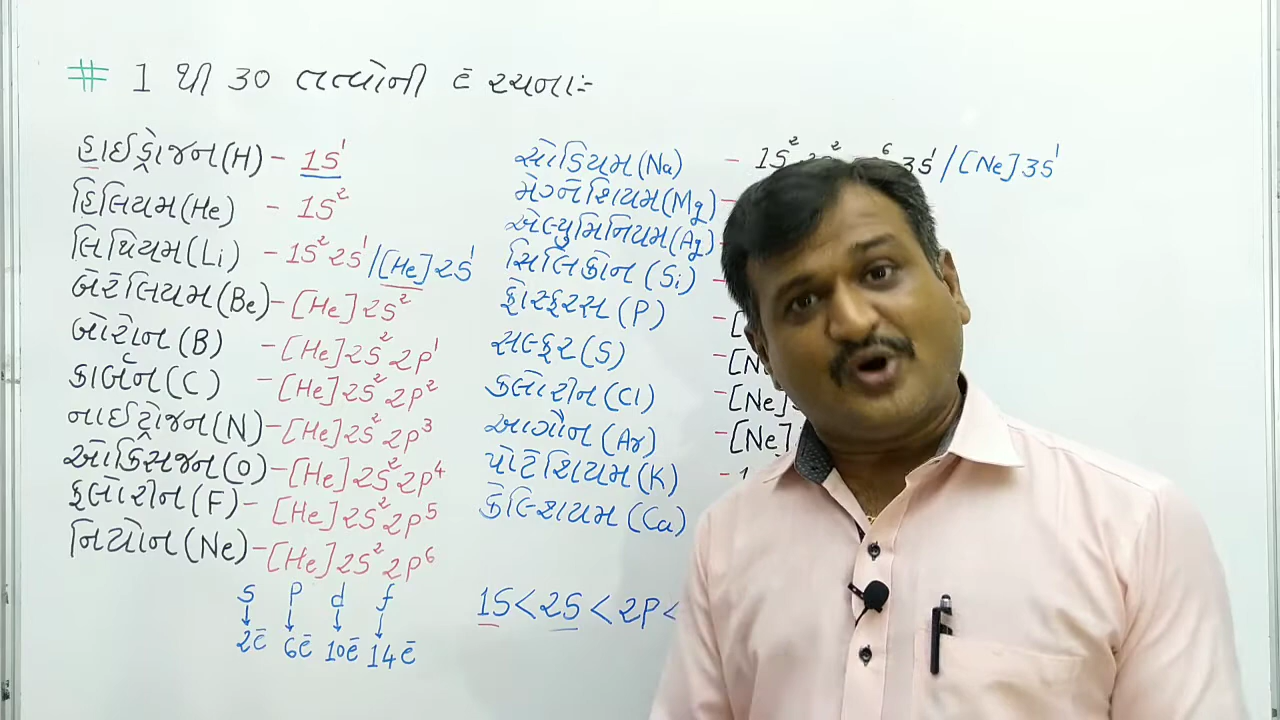 # 1 થી 30 તત્વોની ē રચના:-
હાઈડ્રોજન (H) - 1S¹
હિલિયમ (He) - 1S²
લિથિયમ (Li) - 1S² 2S¹ / [He] 2S¹
બેરેલિયમ (Be) - [He] 2S²
બોરોન (B) - [He] 2S² 2P¹
કાર્બન (C) - [He] 2S² 2P²
નાઈટ્રોજન (N) - [He] 2S² 2P³
ઓક્સિજન (O) - [He] 2S² 2P⁴
ફ્લોરીન (F) - [He] 2S² 2P⁵
નિયોન (Ne) - [He] 2S² 2P⁶
સોડિયમ (Na) - 1S² 3S¹ / [Ne] 3S¹
મેગ્નેશિયમ (Mg) -
એલ્યુમિનિયમ (Ag)
સિલિકોન (Si) -
ફોસ્ફરસ (P) - [
સલ્ફર (S) - [N
ક્લોરીન (Cl) - [Ne]
આર્ગોન (Ar) - [Ne]
પોટેશિયમ (K) - 1
કેલ્શિયમ (Ca)
s p d f
↓ ↓ ↓ ↓
2ē 6ē 10ē 14ē
1S < 2S < 2P <